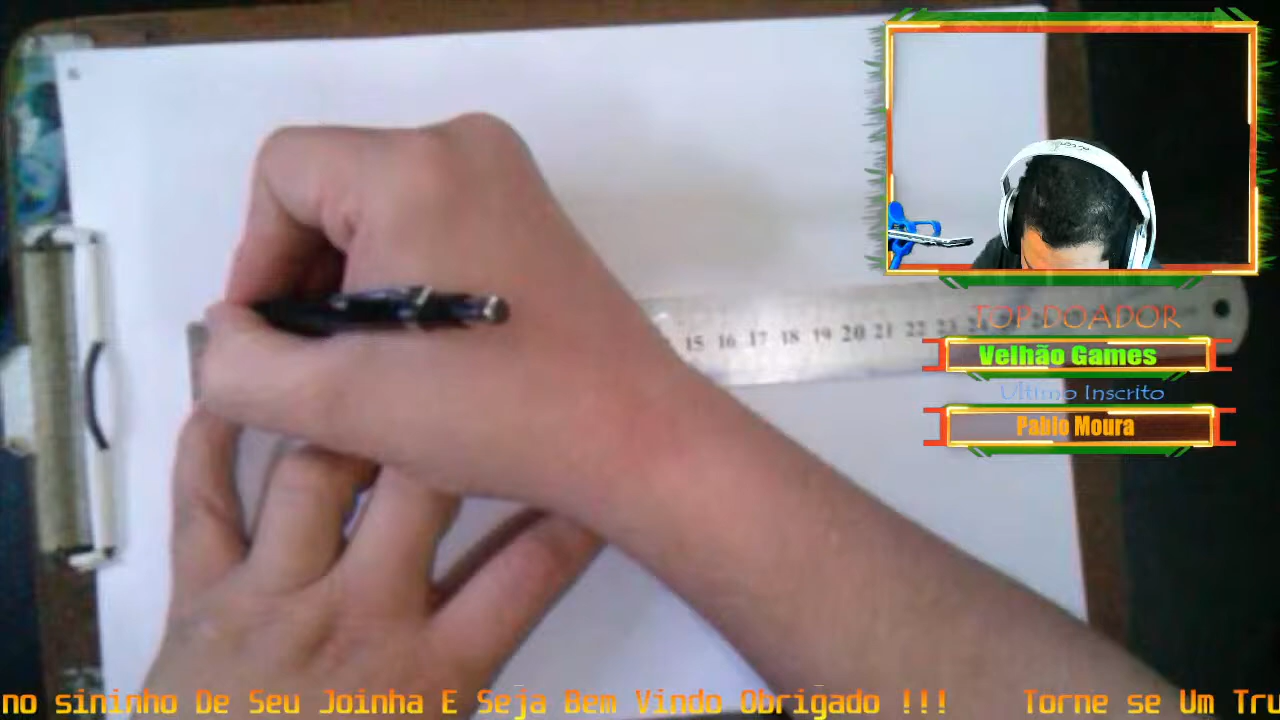 TOP DOADOR
Velhão Games
Ultimo Inscrito
Pablo Moura
15 16 17 18 19 20 21 22 23 24
no sininho De Seu Joinha E Seja Bem Vindo Obrigado !!! Torne se Um Tru